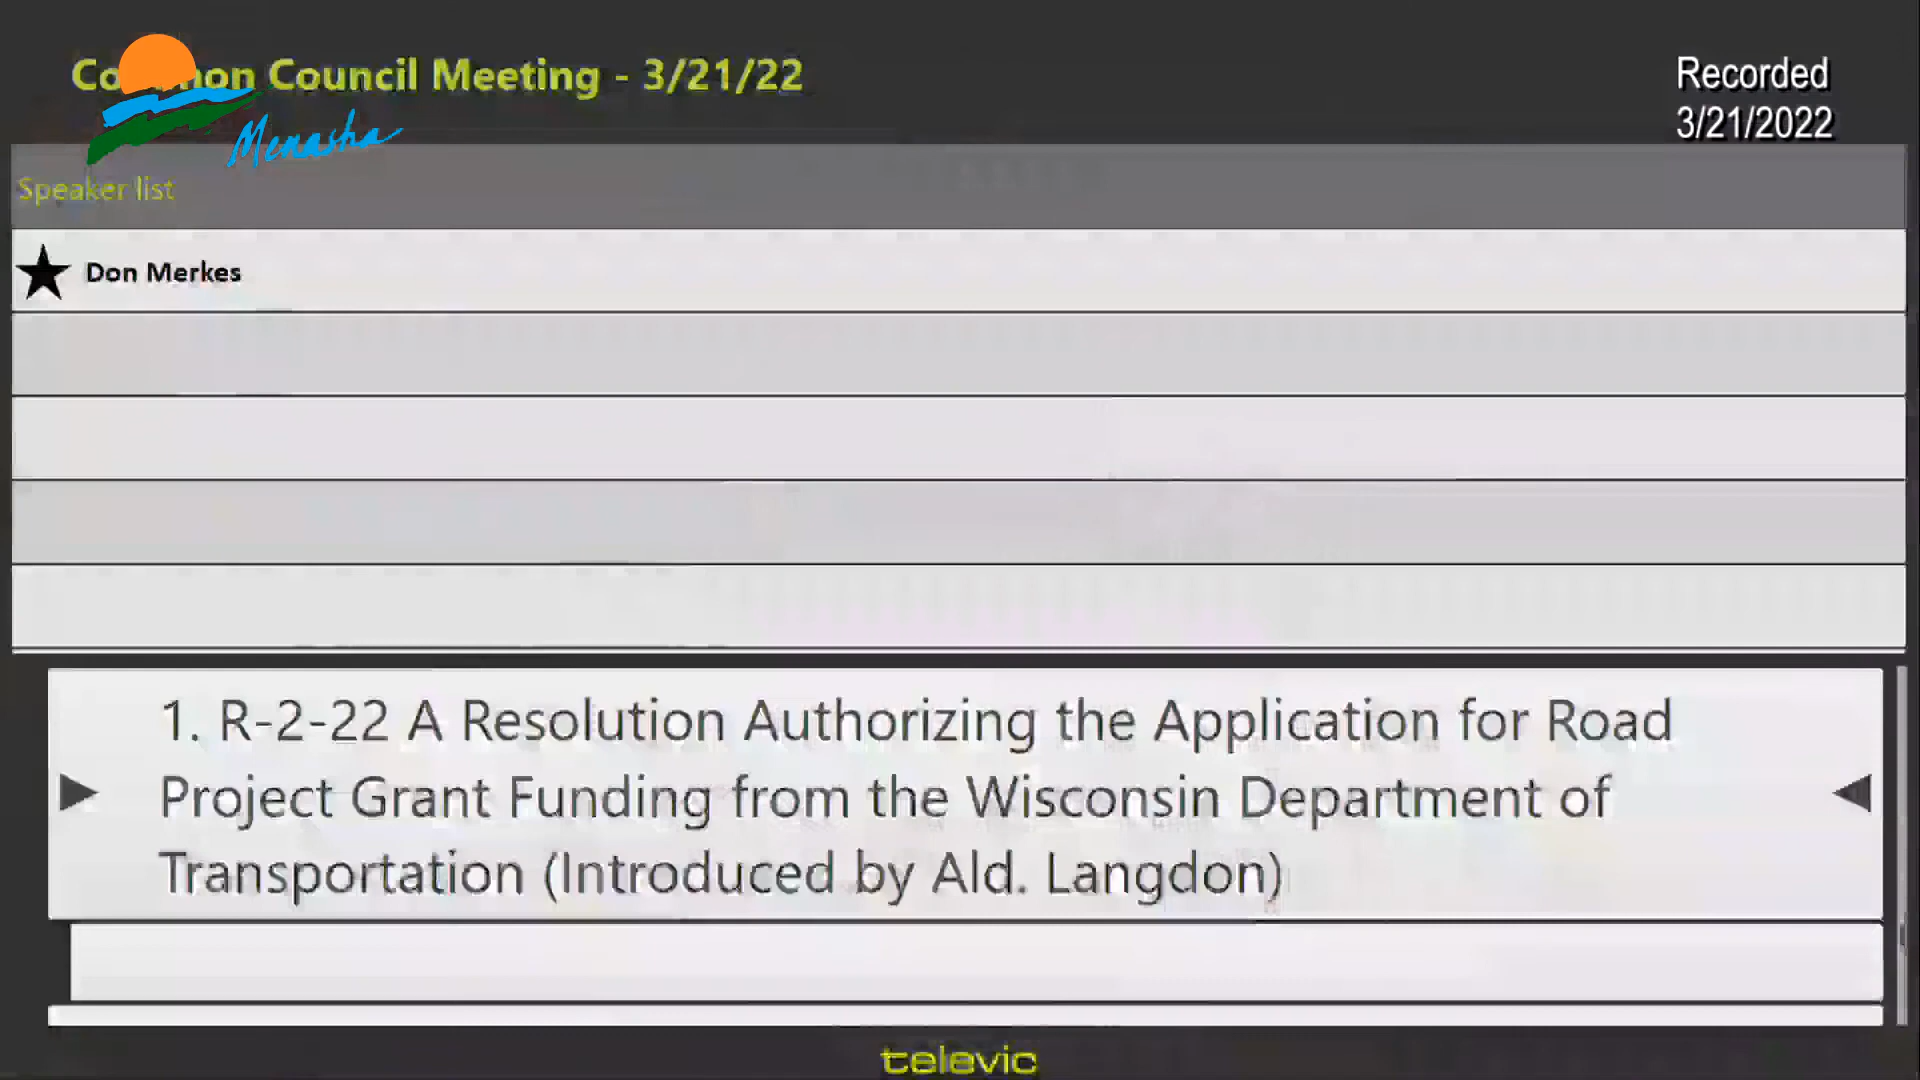 Common Council Meeting - 3/21/22
Menasha
Recorded
3/21/2022
Speaker list
Don Merkes
1. R-2-22 A Resolution Authorizing the Application for Road
Project Grant Funding from the Wisconsin Department of
Transportation (Introduced by Ald. Langdon)
televic